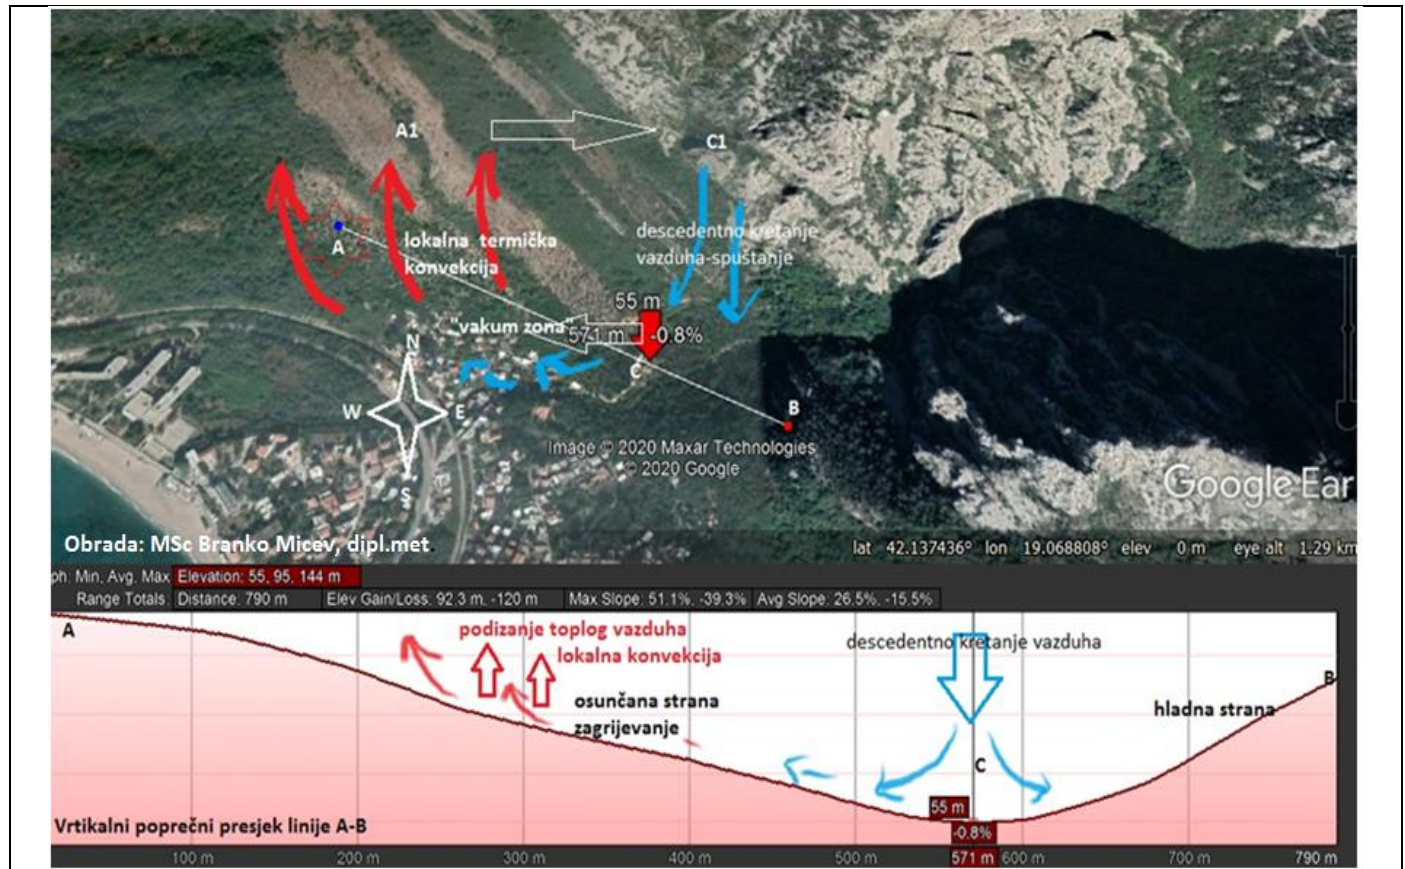 A1
C1
A
lokalna termička
konvekcija
descedentno kretanje
vazduha-spuštanje
55 m
"vakum zona"
571 m
-0.8%
C
N
W
E
S
B
Image © 2020 Maxar Technologies
© 2020 Google
Google Ear
Obrada: MSc Branko Micev, dipl.met.
lat 42.137436° lon 19.068808° elev 0 m eye alt 1.29 km
ph: Min, Avg, Max Elevation: 55, 95, 144 m
Range Totals: Distance: 790 m Elev Gain/Loss: 92.3 m, -120 m Max Slope: 51.1%, -39.3% Avg Slope: 26.5%, -15.5%
A
podizanje toplog vazduha
lokalna konvekcija
descedentno kretanje vazduha
B
osunčana strana
zagrijevanje
hladna strana
C
55 m
-0.8%
Vrtikalni poprečni presjek linije A-B
100 m 200 m 300 m 400 m 500 m 571 m 600 m 700 m 790 m